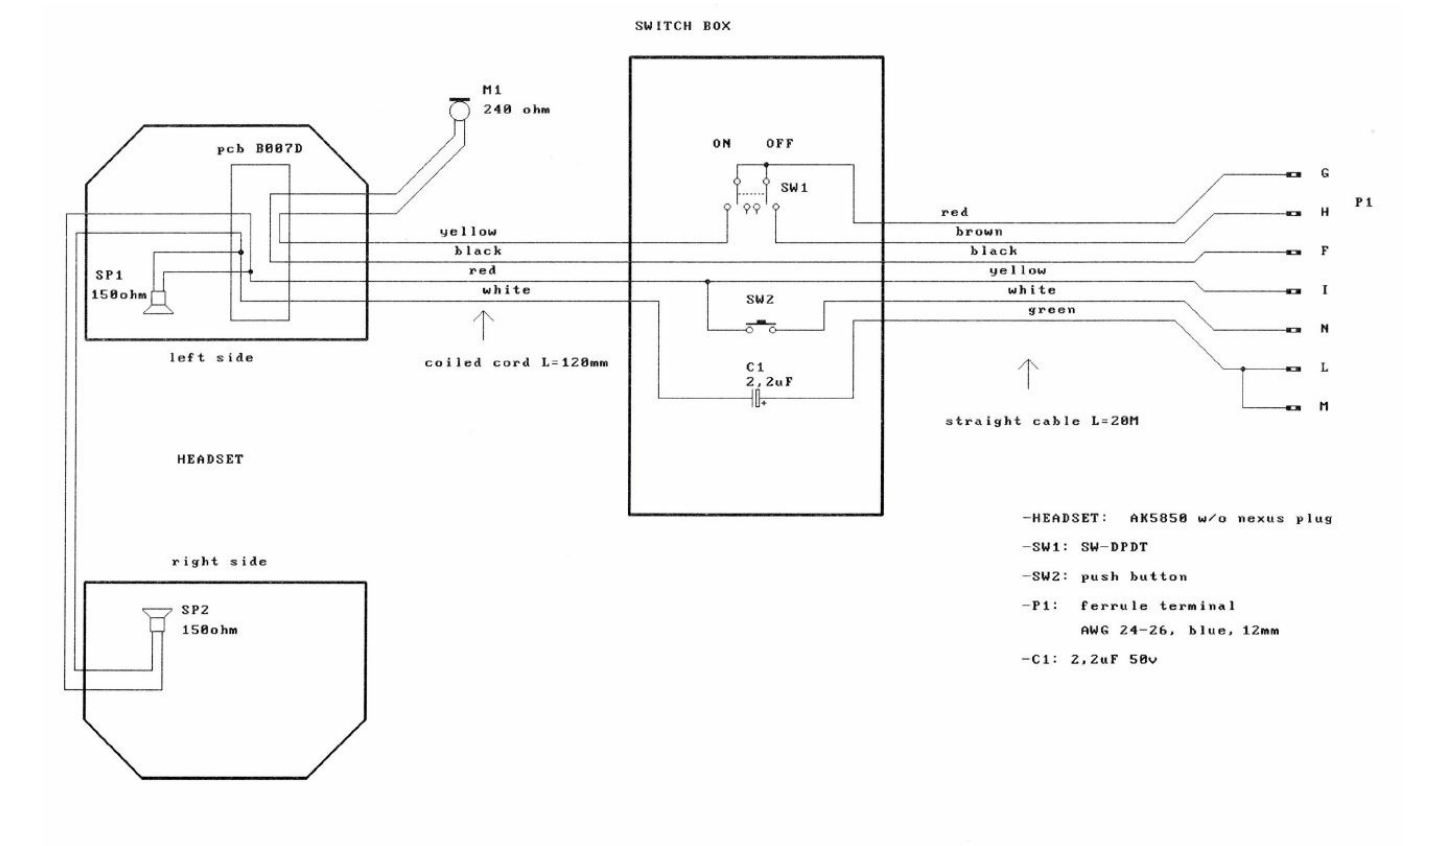 SWITCH BOX
M1
240 ohm
ON OFF
pcb B007D
G
SW1
P1
red
H
yellow
brown
black
black
F
red
yellow
SP1
150ohm
white
white
I
SW2
green
N
left side
coiled cord L=120mm
C1
L
2,2uF
+
M
straight cable L=20M
HEADSET
-HEADSET: AK5850 w/o nexus plug
-SW1: SW-DPDT
right side
-SW2: push button
SP2
-P1: ferrule terminal
150ohm
AWG 24-26, blue, 12mm
-C1: 2,2uF 50v